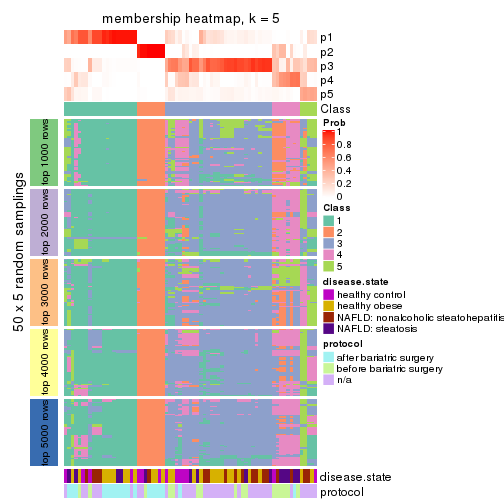 membership heatmap, k = 5
p1
p2
p3
p4
p5
Class
Prob
1
0.8
0.6
0.4
0.2
0
Class
1
2
3
4
5
disease.state
healthy control
healthy obese
NAFLD: nonalcoholic steatohepatitis
NAFLD: steatosis
protocol
after bariatric surgery
before bariatric surgery
n/a
50 x 5 random samplings
top 1000 rows
top 2000 rows
top 3000 rows
top 4000 rows
top 5000 rows
disease.state
protocol